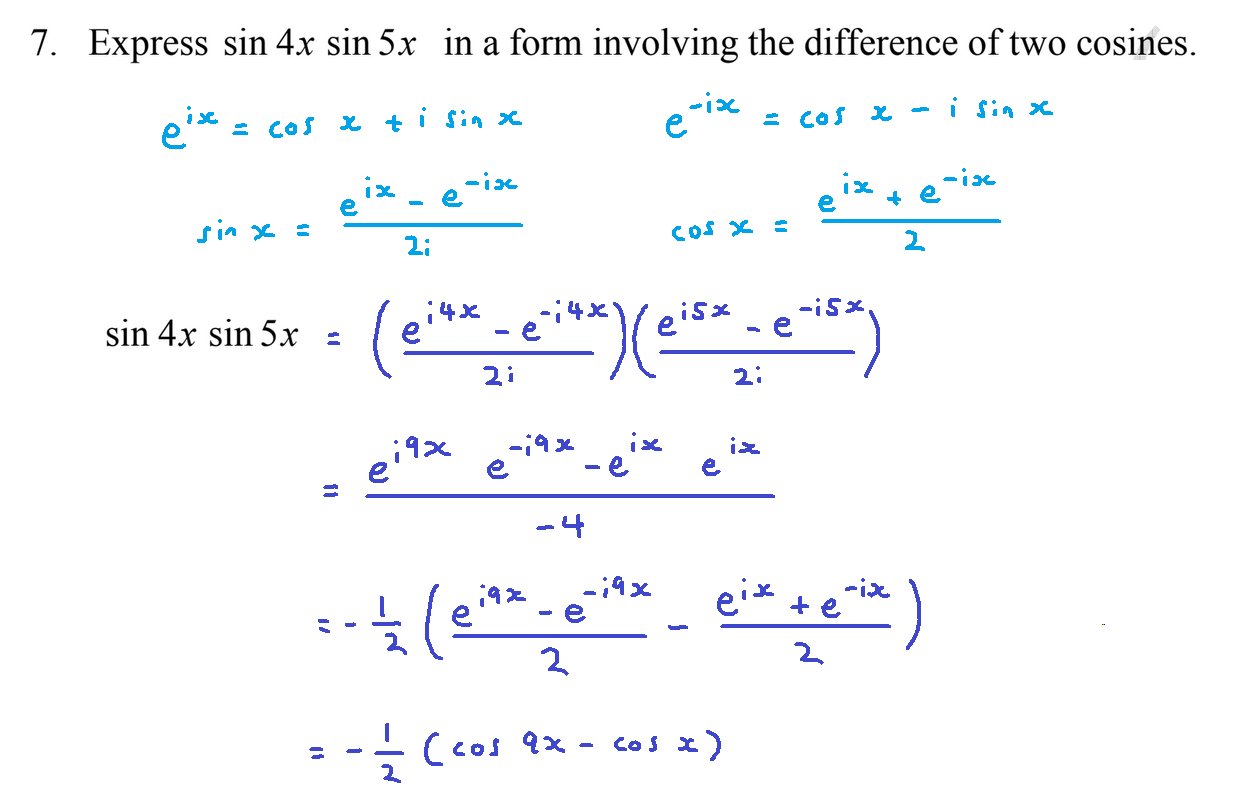 7. Express sin 4x sin 5x in a form involving the difference of two cosines.
e^{ix} = cos x + i sin x    e^{-ix} = cos x - i sin x
sin x = \frac{e^{ix} - e^{-ix}}{2i}    cos x = \frac{e^{ix} + e^{-ix}}{2}
sin 4x sin 5x = \left(\frac{e^{i4x} - e^{-i4x}}{2i}\right)\left(\frac{e^{i5x} - e^{-i5x}}{2i}\right)
= \frac{e^{i9x} \quad e^{-i9x} - e^{ix} \quad e^{ix}}{-4}
= -\frac{1}{2}\left(\frac{e^{i9x} - e^{-i9x}}{2} - \frac{e^{ix} + e^{-ix}}{2}\right)
= -\frac{1}{2}(cos 9x - cos x)